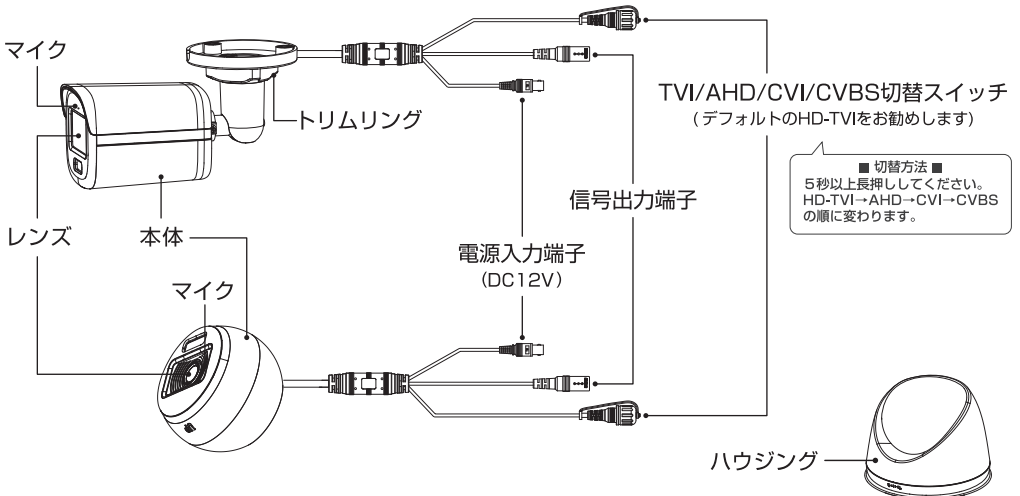 マイク
トリムリング
レンズ
本体
マイク
電源入力端子
(DC12V)
信号出力端子
TVI/AHD/CVI/CVBS切替スイッチ
(デフォルトのHD-TVIをお勧めします)
■ 切替方法 ■
5秒以上長押ししてください。
HD-TVI→AHD→CVI→CVBS
の順に変わります。
ハウジング